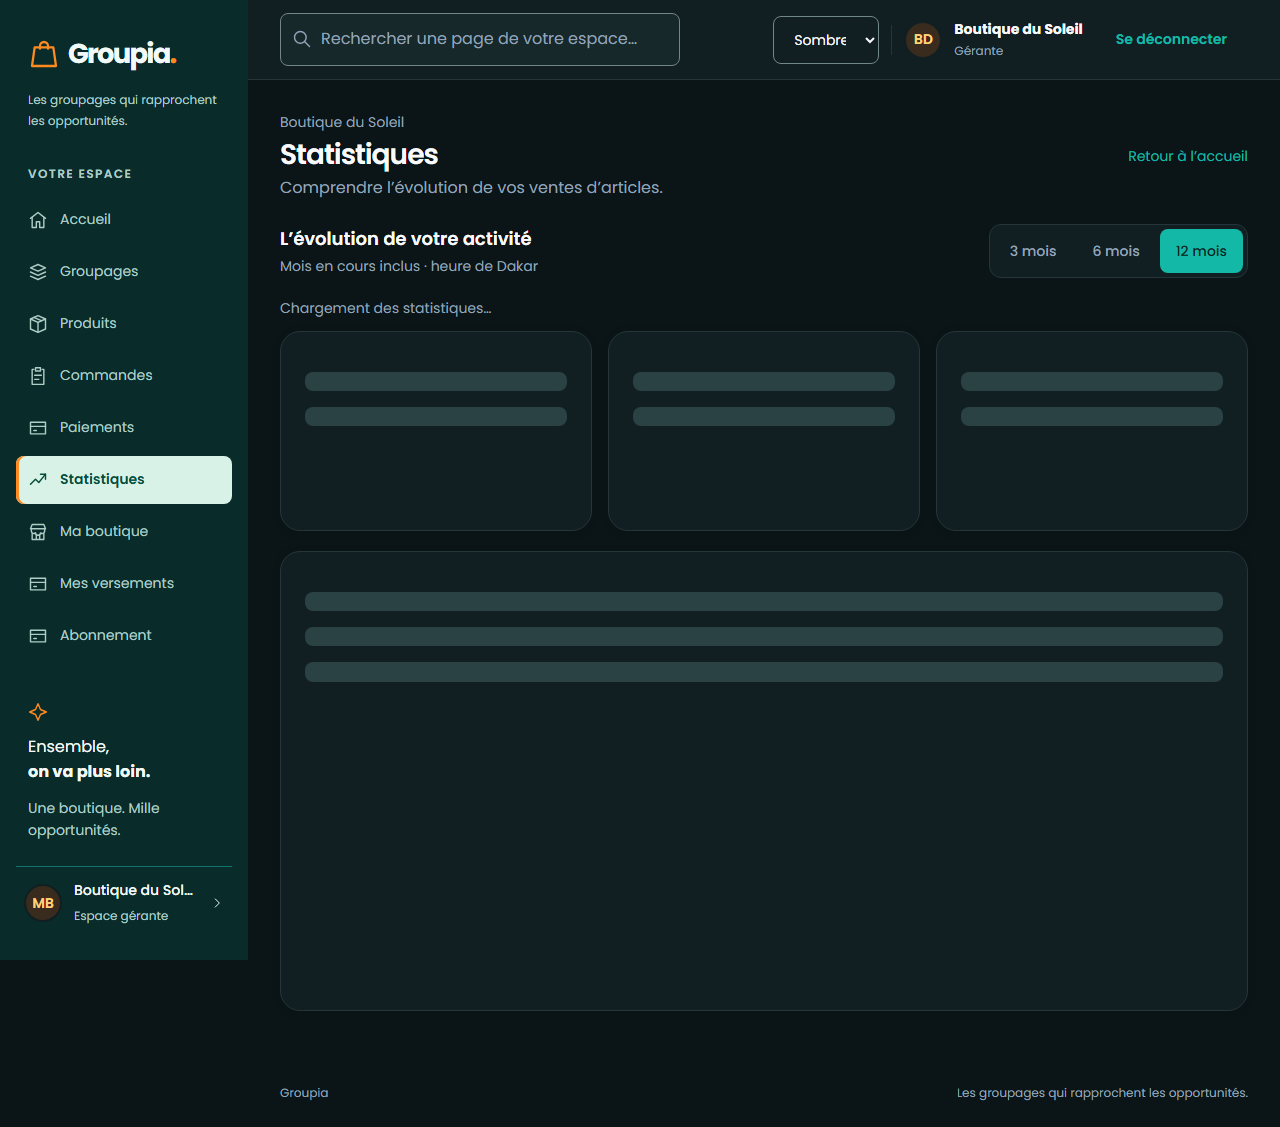 Groupia.
Les groupages qui rapprochent
les opportunités.
VOTRE ESPACE
Accueil
Groupages
Produits
Commandes
Paiements
Statistiques
Ma boutique
Mes versements
Abonnement
Ensemble,
on va plus loin.
Une boutique. Mille
opportunités.
MB
Boutique du Sol…
Espace gérante
Rechercher une page de votre espace…
Sombre
BD
Boutique du Soleil
Gérante
Se déconnecter
Boutique du Soleil
Statistiques
Comprendre l’évolution de vos ventes d’articles.
Retour à l’accueil
L’évolution de votre activité
Mois en cours inclus · heure de Dakar
3 mois
6 mois
12 mois
Chargement des statistiques…
Groupia
Les groupages qui rapprochent les opportunités.